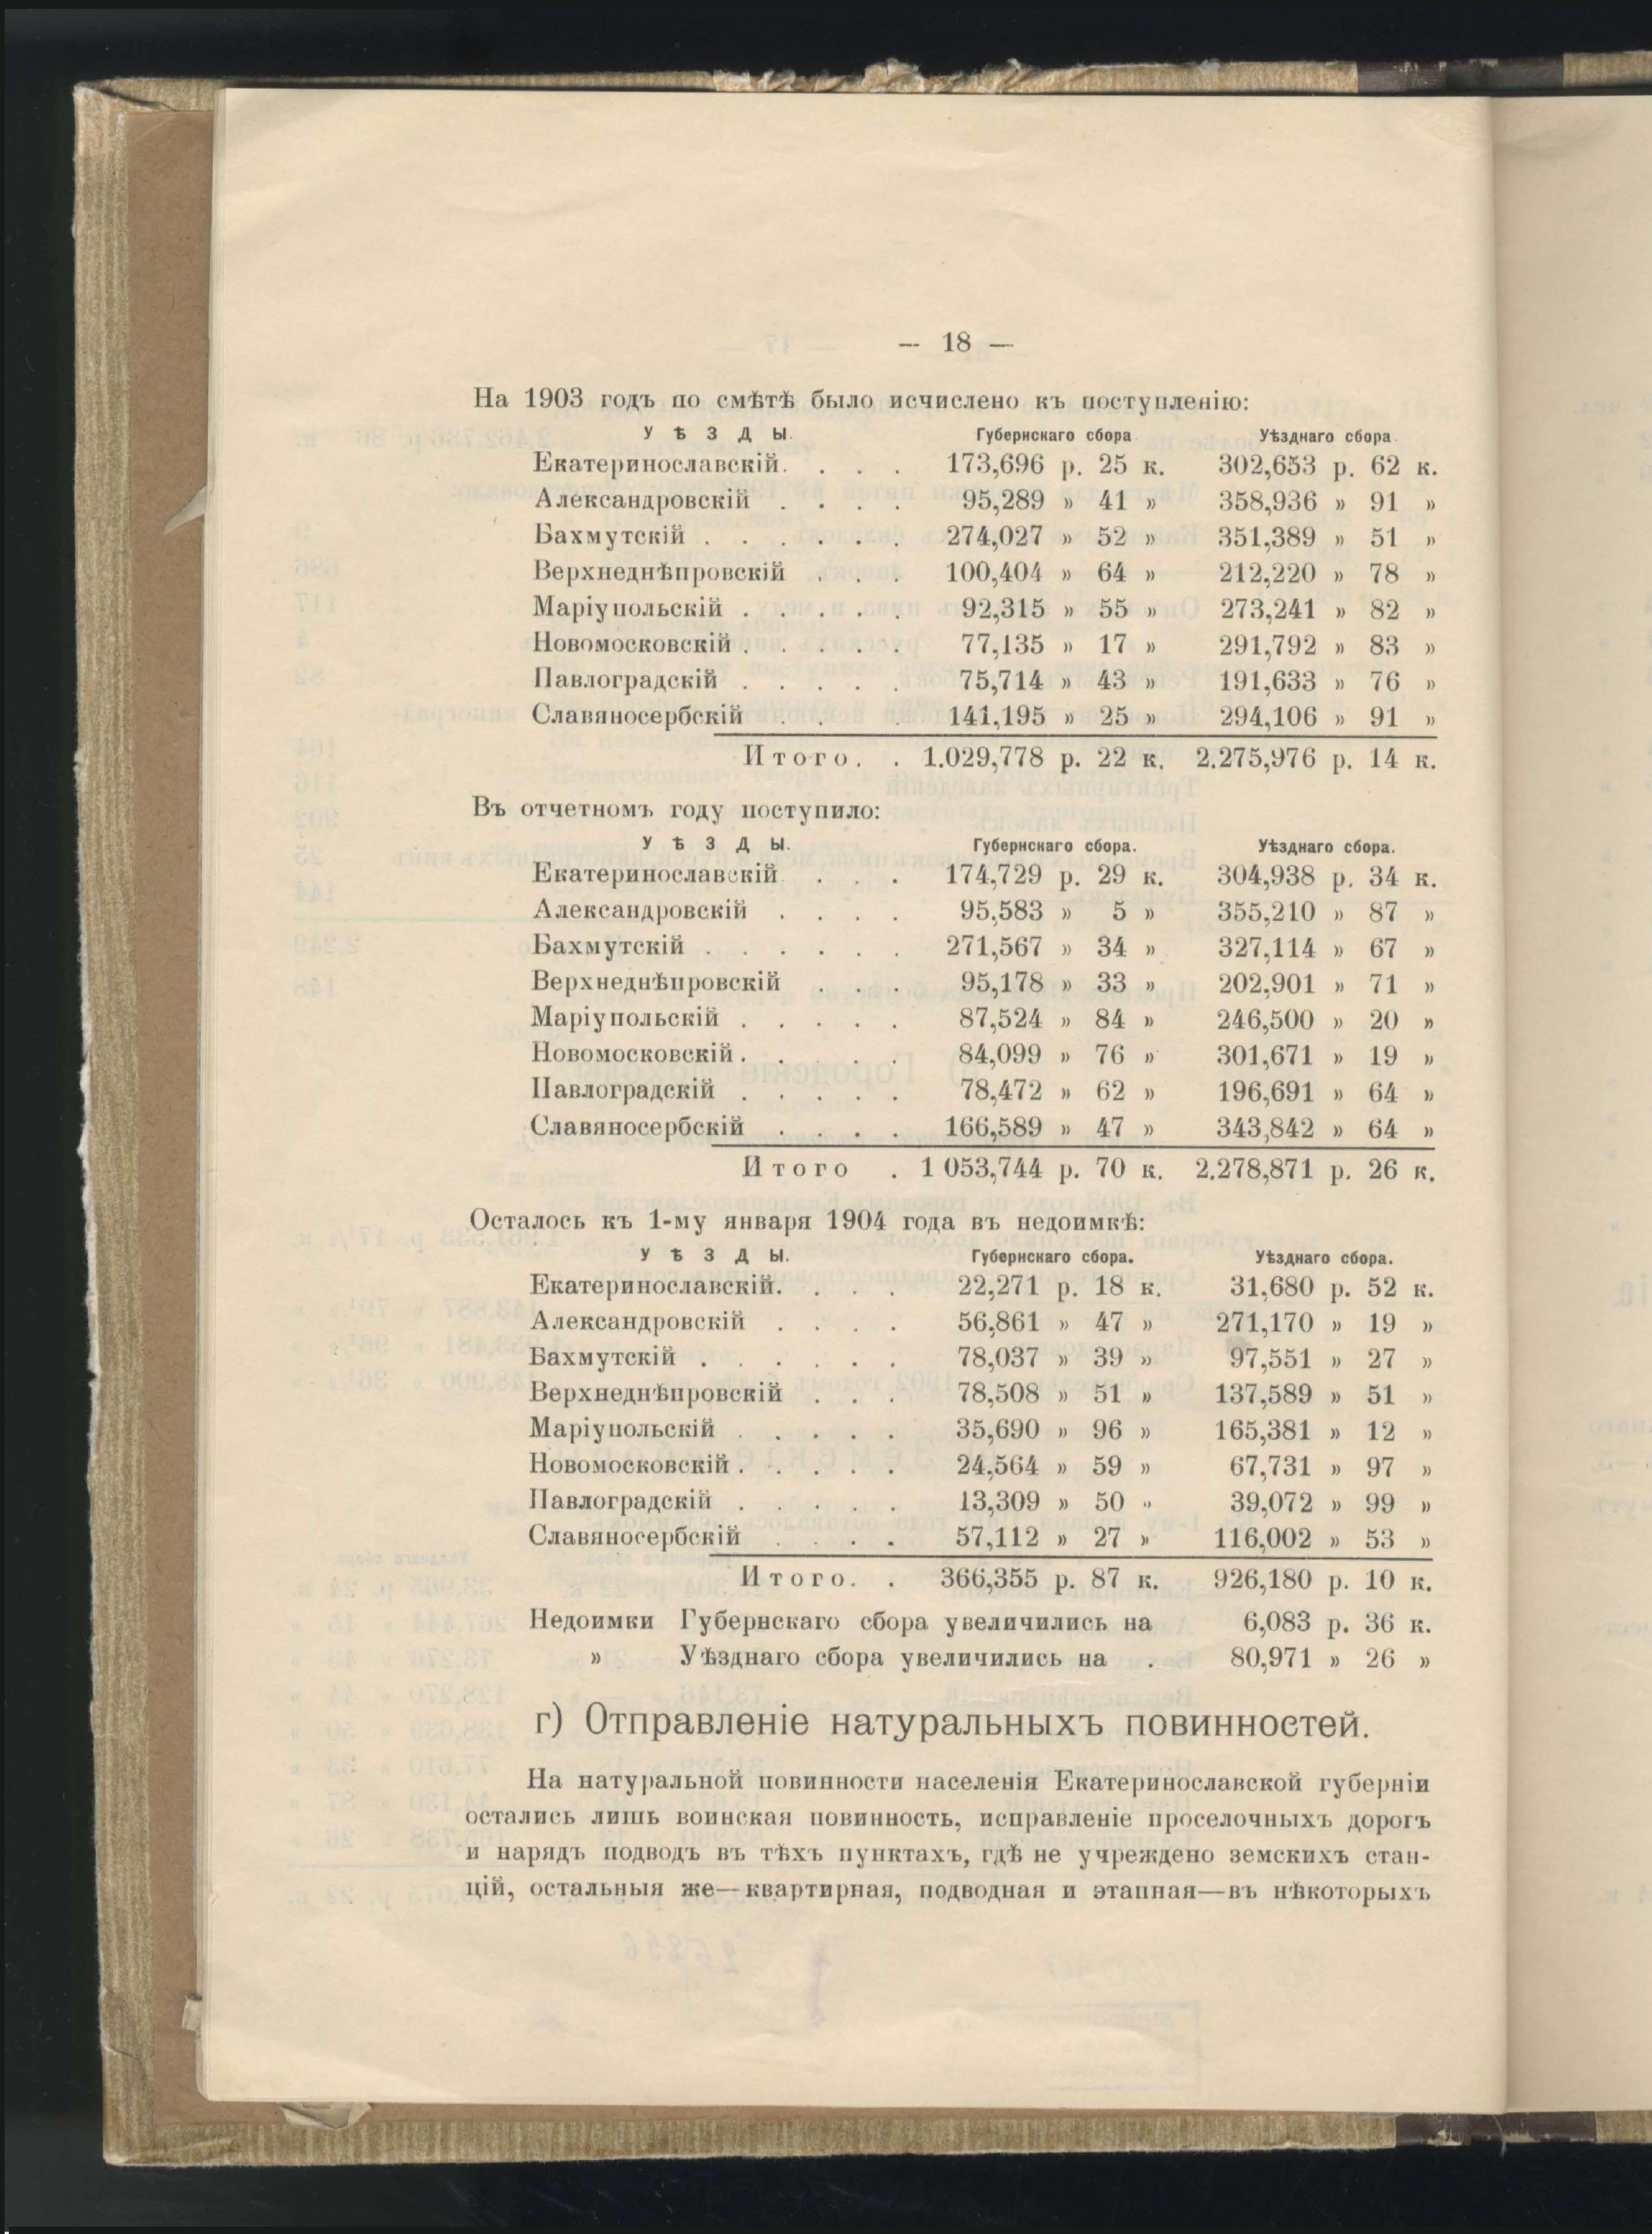 — 18 —
На 1903 годъ по смѣтѣ было исчислено къ поступленію:
У Ѣ З Д Ы. Губернскаго сбора Уѣзднаго сбора.
Екатеринославскій. . . . 173,696 р. 25 к. 302,653 р. 62 к.
Александровскій . . . . 95,289 » 41 » 358,936 » 91 »
Бахмутскій . . . . . . 274,027 » 52 » 351,389 » 51 »
Верхнеднѣпровскій . . . 100,404 » 64 » 212,220 » 78 »
Маріупольскій . . . . . 92,315 » 55 » 273,241 » 82 »
Новомосковскій . . . . . 77,135 » 17 » 291,792 » 83 »
Павлоградскій . . . . . 75,714 » 43 » 191,633 » 76 »
Славяносербскій . . . 141,195 » 25 » 294,106 » 91 »
Итого. . 1.029,778 р. 22 к. 2.275,976 р. 14 к.
Въ отчетномъ году поступило:
У Ѣ З Д Ы. Губернскаго сбора. Уѣзднаго сбора.
Екатеринославскій . . . 174,729 р. 29 к. 304,938 р. 34 к.
Александровскій . . . . 95,583 » 5 » 355,210 » 87 »
Бахмутскій . . . . . . 271,567 » 34 » 327,114 » 67 »
Верхнеднѣпровскій . . . 95,178 » 33 » 202,901 » 71 »
Маріупольскій . . . . . 87,524 » 84 » 246,500 » 20 »
Новомосковскій . . . . . 84,099 » 76 » 301,671 » 19 »
Павлоградскій . . . . . 78,472 » 62 » 196,691 » 64 »
Славяносербскій . . . . 166,589 » 47 » 343,842 » 64 »
Итого . 1 053,744 р. 70 к. 2.278,871 р. 26 к.
Осталось къ 1-му января 1904 года въ недоимкѣ:
У Ѣ З Д Ы. Губернскаго сбора. Уѣзднаго сбора.
Екатеринославскій. . . . 22,271 р. 18 к. 31,680 р. 52 к.
Александровскій . . . . 56,861 » 47 » 271,170 » 19 »
Бахмутскій . . . . . . 78,037 » 39 » 97,551 » 27 »
Верхнеднѣпровскій . . . 78,508 » 51 » 137,589 » 51 »
Маріупольскій . . . . . 35,690 » 96 » 165,381 » 12 »
Новомосковскій . . . . . 24,564 » 59 » 67,731 » 97 »
Павлоградскій . . . . . 13,309 » 50 » 39,072 » 99 »
Славяносербскій . . . . 57,112 » 27 » 116,002 » 53 »
Итого. . 366,355 р. 87 к. 926,180 р. 10 к.
Недоимки Губернскаго сбора увеличились на 6,083 р. 36 к.
» Уѣзднаго сбора увеличились на . 80,971 » 26 »
г) Отправленіе натуральныхъ повинностей.
На натуральной повинности населенія Екатеринославской губерніи
остались лишь воинская повинность, исправленіе проселочныхъ дорогъ
и нарядъ подводъ въ тѣхъ пунктахъ, гдѣ не учреждено земскихъ стан-
цій, остальныя же—квартирная, подводная и этапная—въ нѣкоторыхъ